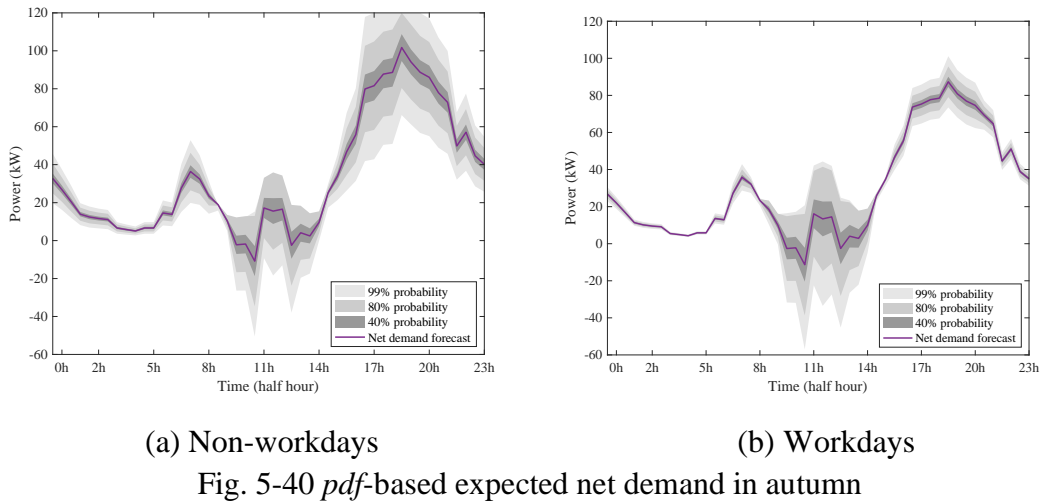 120
100
80
60
40
20
0
-20
-40
-60
Power (kW)
0h 2h 5h 8h 11h 14h 17h 20h 23h
Time (half hour)
99% probability
80% probability
40% probability
Net demand forecast
120
100
80
60
40
20
0
-20
-40
-60
Power (kW)
0h 2h 5h 8h 11h 14h 17h 20h 23h
Time (half hour)
99% probability
80% probability
40% probability
Net demand forecast
(a) Non-workdays
(b) Workdays
Fig. 5-40 pdf-based expected net demand in autumn